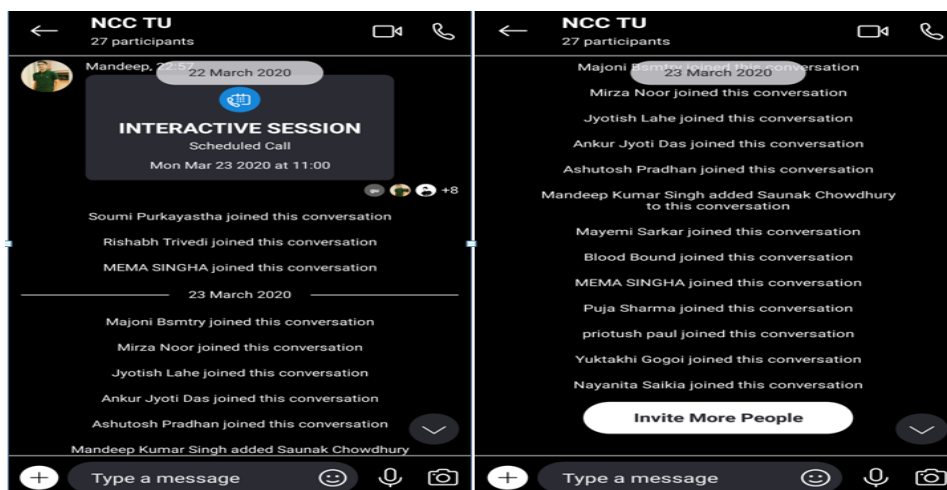 NCC TU
27 participants
Mandeep, 22:57
22 March 2020
INTERACTIVE SESSION
Scheduled Call
Mon Mar 23 2020 at 11:00
+8
Soumi Purkayastha joined this conversation
Rishabh Trivedi joined this conversation
MEMA SINGHA joined this conversation
23 March 2020
Majoni Bsmtry joined this conversation
Mirza Noor joined this conversation
Jyotish Lahe joined this conversation
Ankur Jyoti Das joined this conversation
Ashutosh Pradhan joined this conversation
Mandeep Kumar Singh added Saunak Chowdhury
Type a message
NCC TU
27 participants
Majoni Bsmtry joined this conversation
23 March 2020
Mirza Noor joined this conversation
Jyotish Lahe joined this conversation
Ankur Jyoti Das joined this conversation
Ashutosh Pradhan joined this conversation
Mandeep Kumar Singh added Saunak Chowdhury
to this conversation
Mayemi Sarkar joined this conversation
Blood Bound joined this conversation
MEMA SINGHA joined this conversation
Puja Sharma joined this conversation
priotush paul joined this conversation
Yuktakhi Gogoi joined this conversation
Nayanita Saikia joined this conversation
Invite More People
Type a message